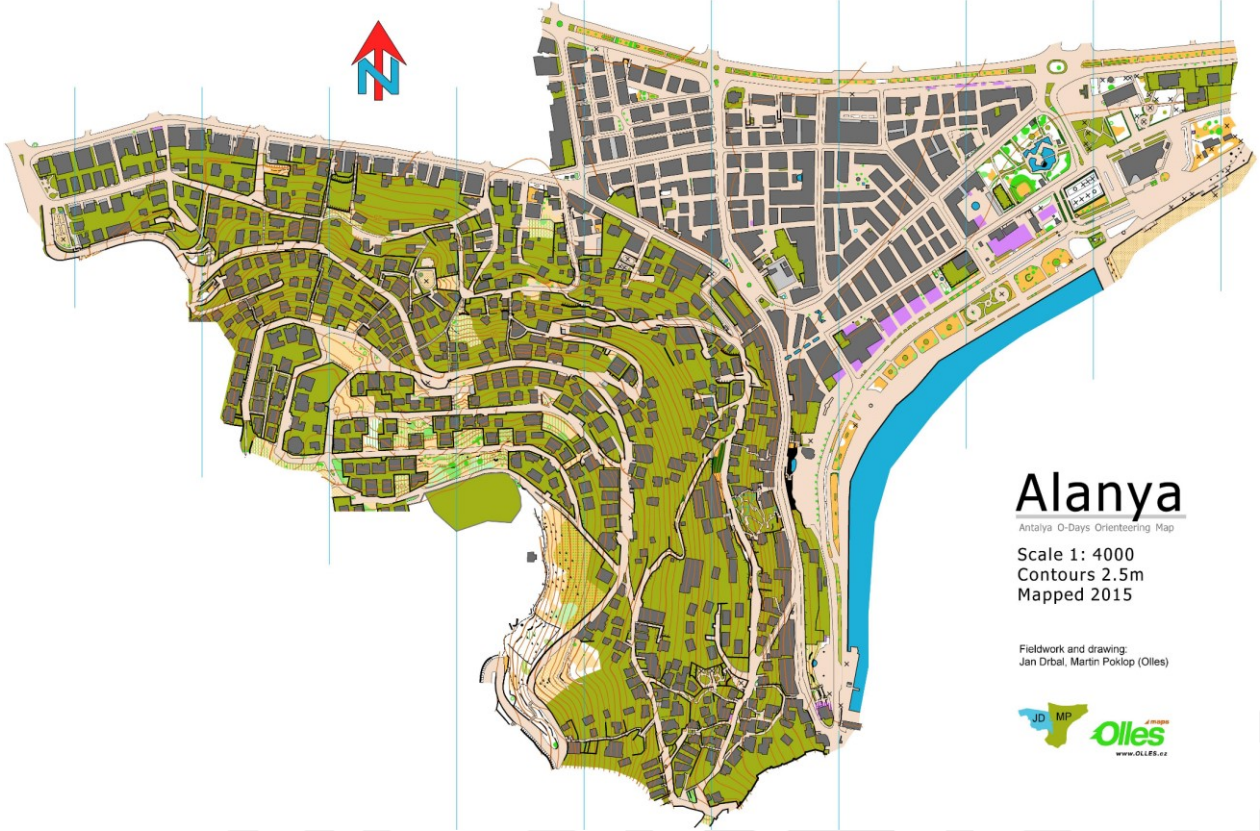 N
Alanya
Antalya O-Days Orienteering Map
Scale 1: 4000
Contours 2.5m
Mapped 2015
Fieldwork and drawing:
Jan Drbal, Martin Poklop (Olles)
JD MP
Olles maps
www.OLLES.cz